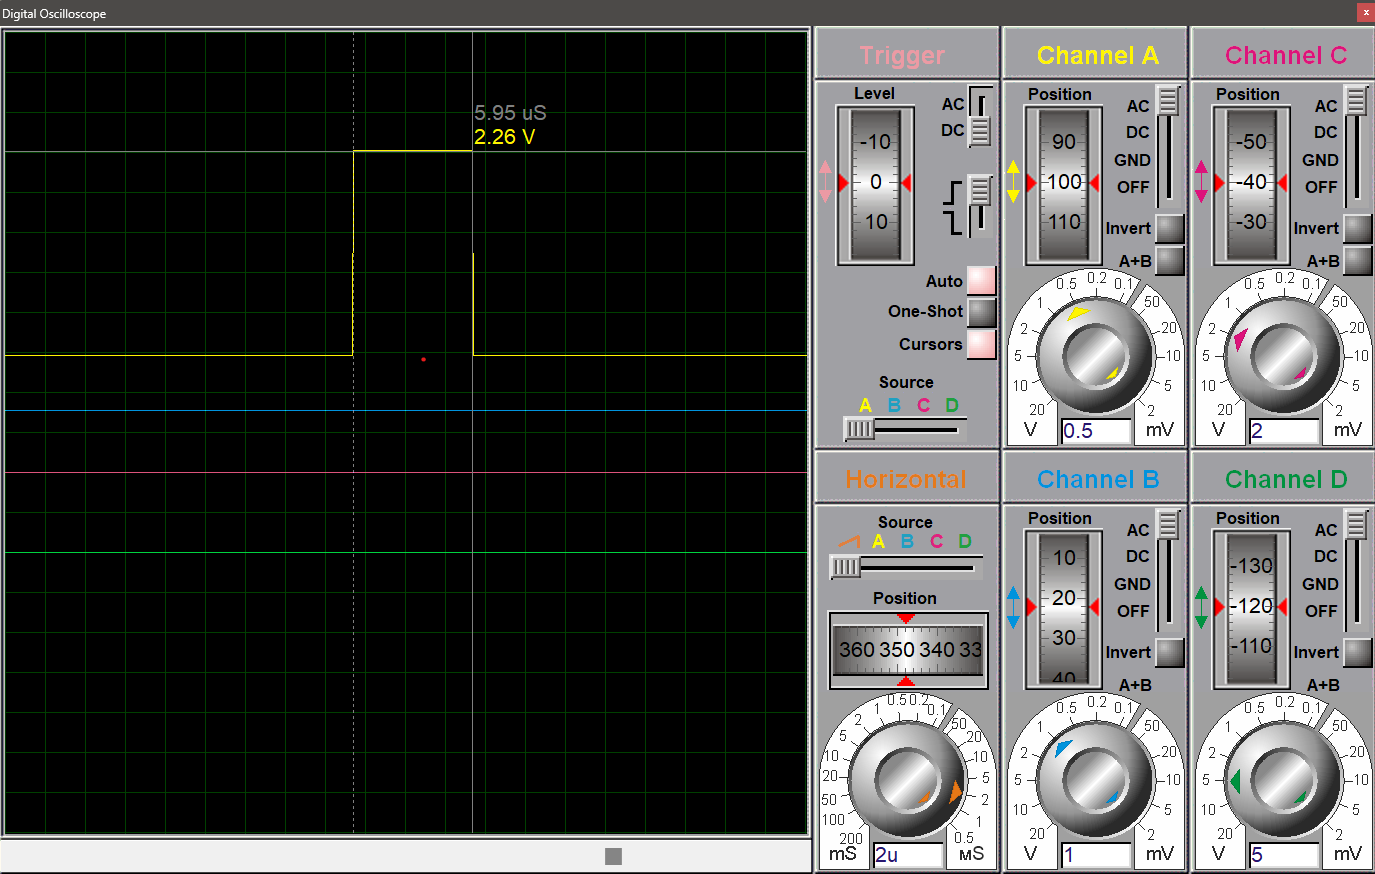 Digital Oscilloscope
x
5.95 uS
2.26 V
Trigger
Level
-10
0
10
AC
DC
Auto
One-Shot
Cursors
Source
A B C D
Channel A
Position
90
100
110
AC
DC
GND
OFF
Invert
A+B
20 10 5 2 1 0.5 0.2 0.1 50 20 10 5 2
V 0.5 mV
Channel C
Position
-50
-40
-30
AC
DC
GND
OFF
Invert
A+B
20 10 5 2 1 0.5 0.2 0.1 50 20 10 5 2
V 2 mV
Horizontal
Source
A B C D
Position
360 350 340 33
200 100 50 20 10 5 2 1 0.5 0.2 0.1 50 20 10 5 2 1 0.5
mS 2u мS
Channel B
Position
10
20
30
40
AC
DC
GND
OFF
Invert
A+B
20 10 5 2 1 0.5 0.2 0.1 50 20 10 5 2
V 1 mV
Channel D
Position
-130
-120
-110
AC
DC
GND
OFF
Invert
A+B
20 10 5 2 1 0.5 0.2 0.1 50 20 10 5 2
V 5 mV